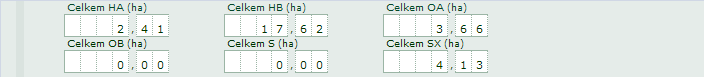 Celkem HA (ha) Celkem HB (ha) Celkem OA (ha)
2,41 17,62 3,66
Celkem OB (ha) Celkem S (ha) Celkem SX (ha)
0,00 0,00 4,13